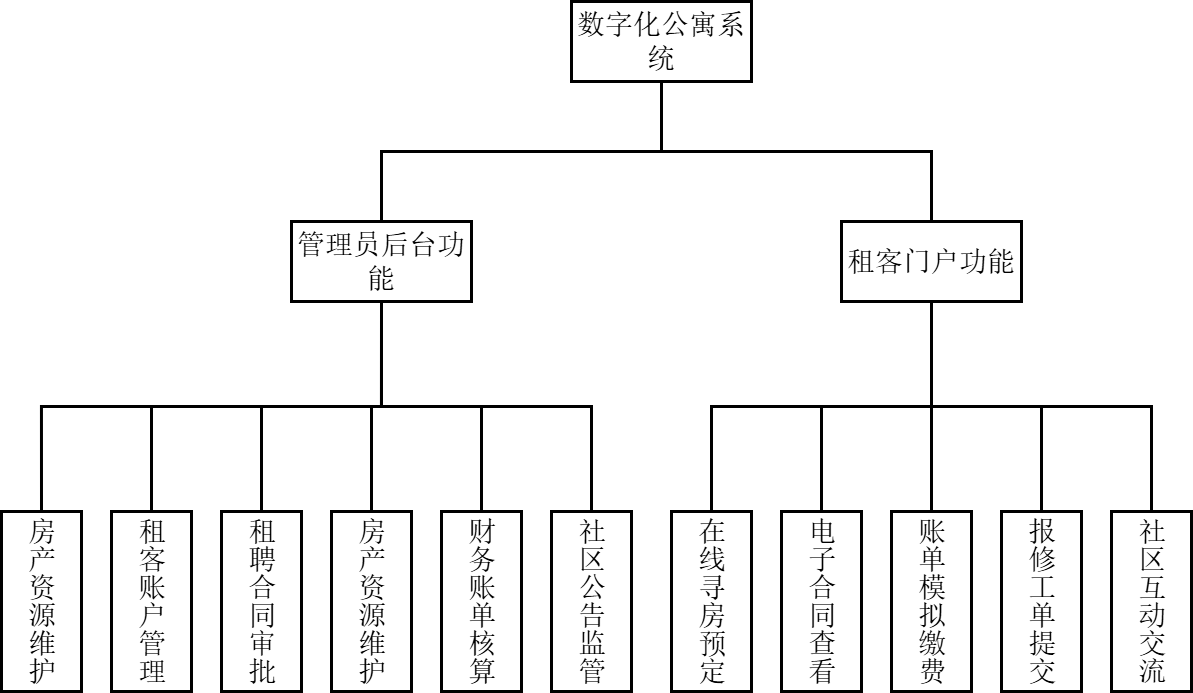 数字化公寓系
统
管理员后台功
能
租客门户功能
房产资源维护
租客账户管理
租聘合同审批
房产资源维护
财务账单核算
社区公告监管
在线寻房预定
电子合同查看
账单模拟缴费
报修工单提交
社区互动交流